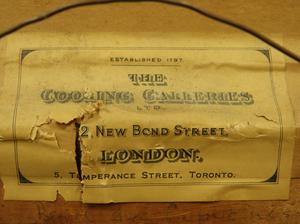 ESTABLISHED 1797
THE
COOLING GALLERIES
LTD.
2, NEW BOND STREET,
LONDON.
5, TEMPERANCE STREET, TORONTO.